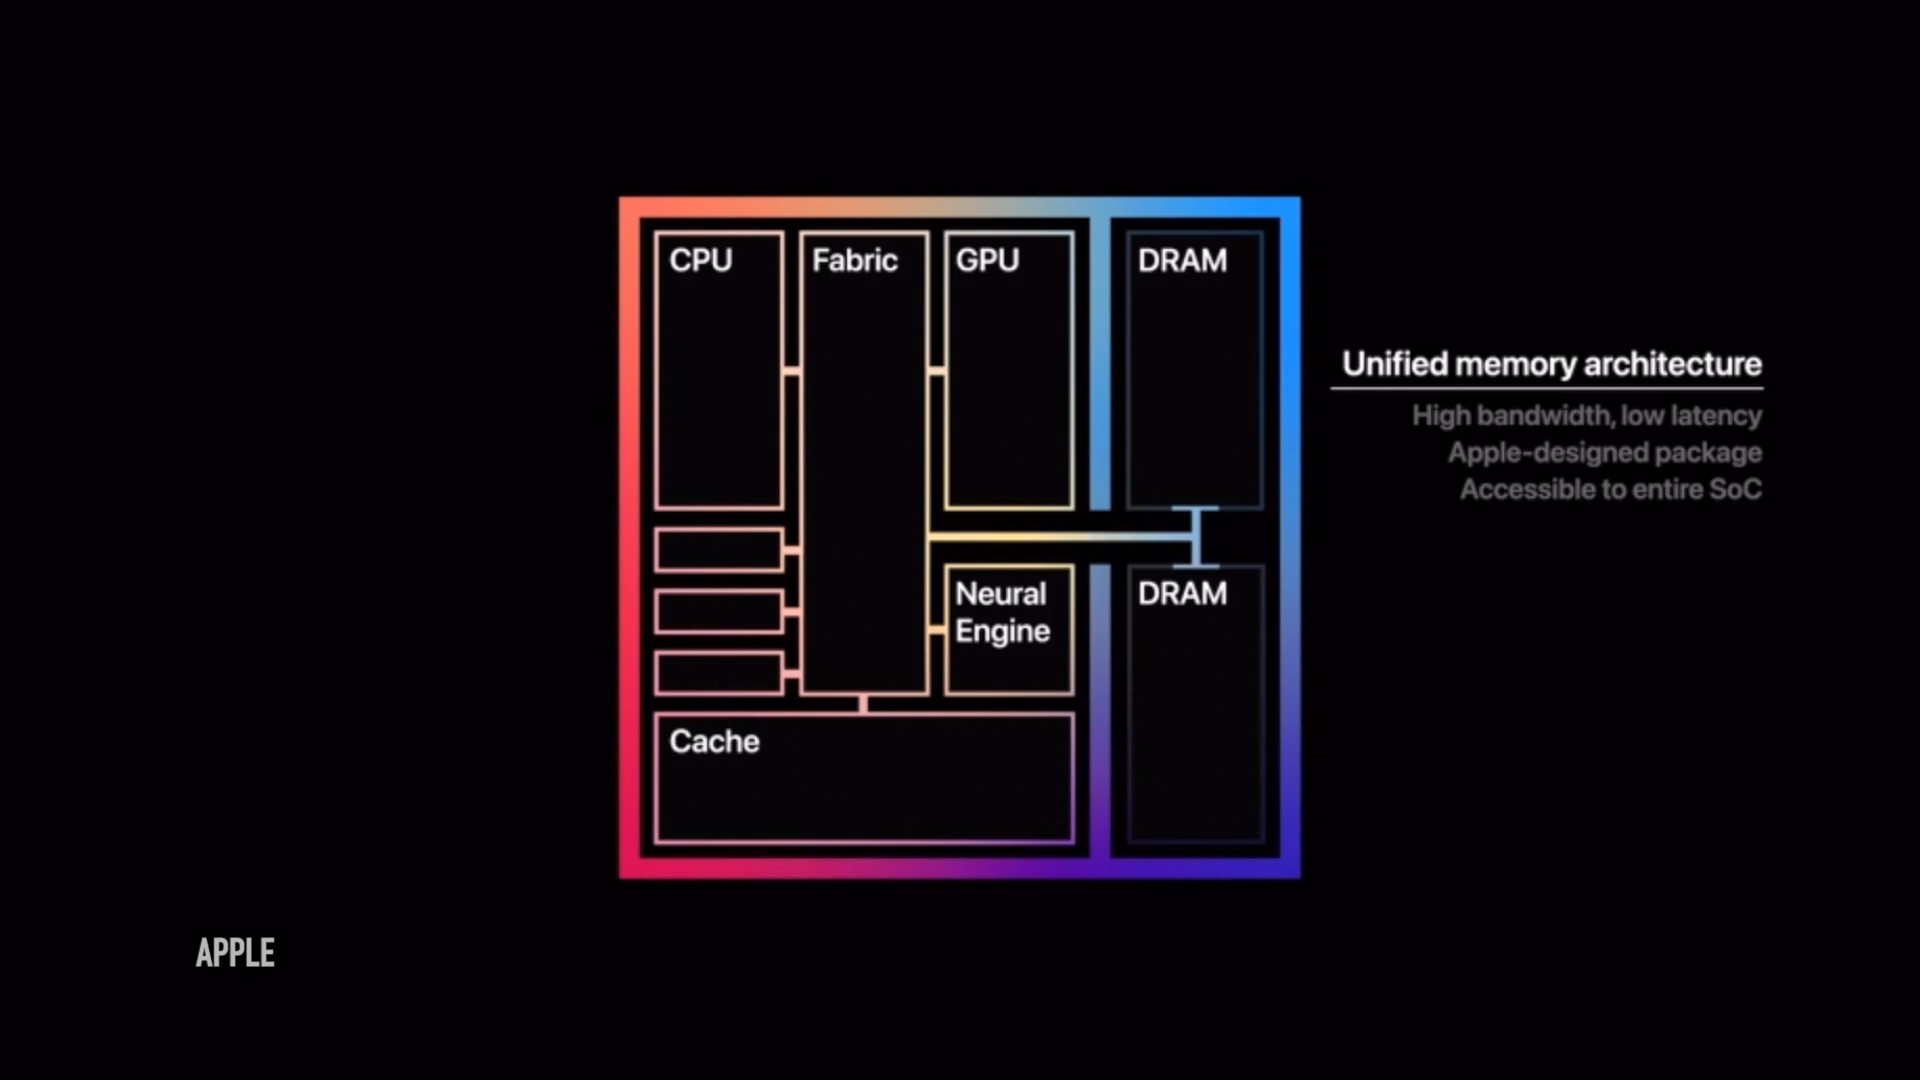 CPU
Fabric
GPU
DRAM
Unified memory architecture
High bandwidth, low latency
Apple-designed package
Accessible to entire SoC
Neural
Engine
DRAM
Cache
APPLE